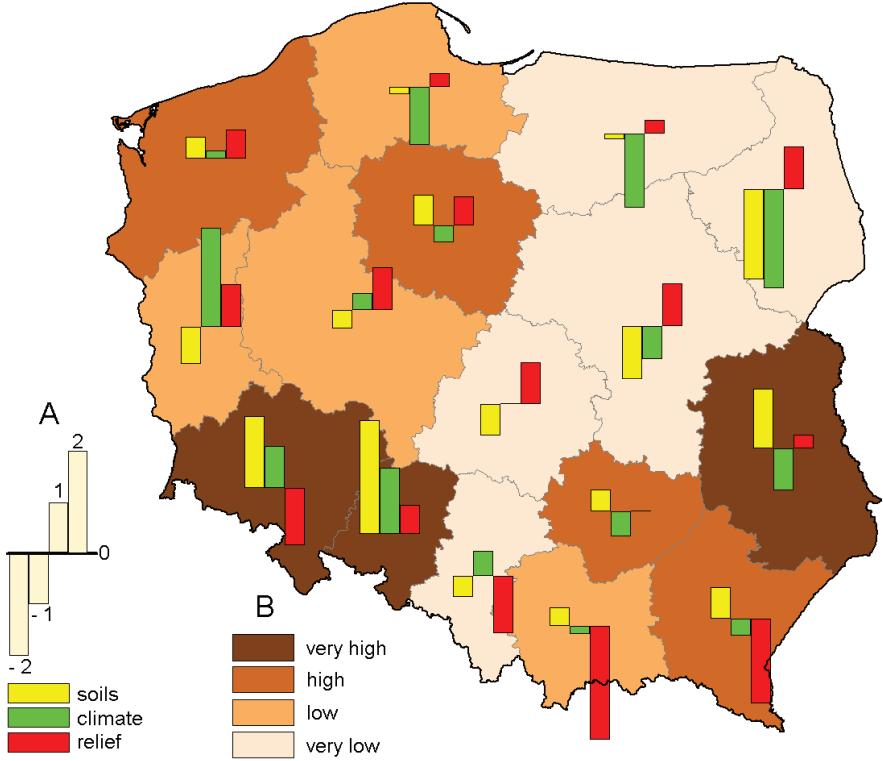 A
2
1
0
- 1
- 2
soils
climate
relief
B
very high
high
low
very low